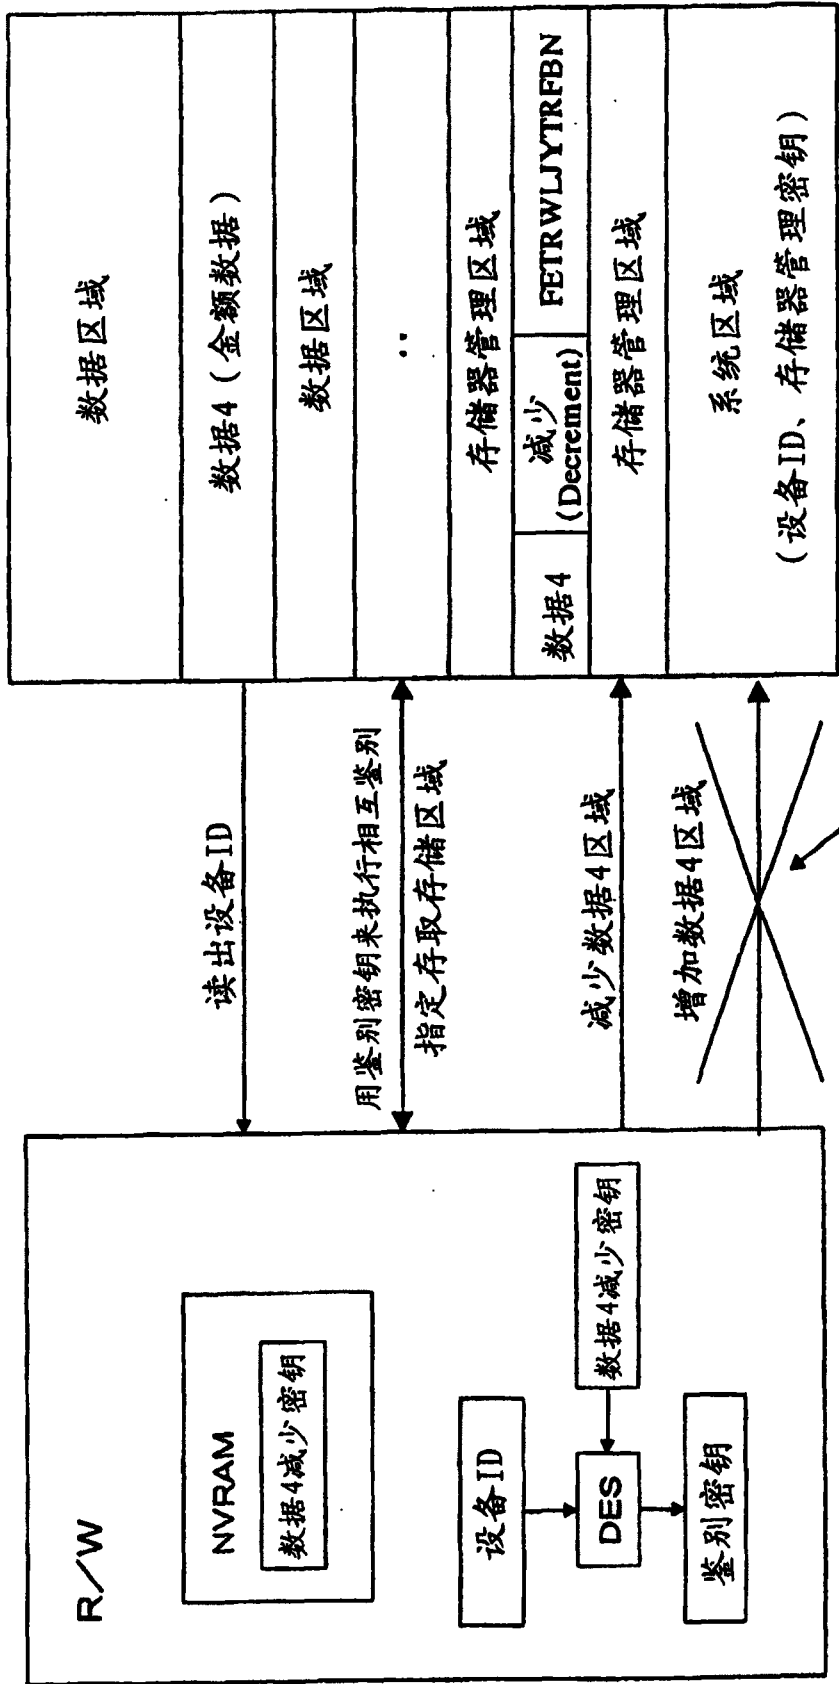 R/W
NVRAM
数据4减少密钥
设备ID
DES
数据4减少密钥
鉴别密钥
读出设备ID
用鉴别密钥来执行相互鉴别
指定存取存储区域
减少数据4区域
增加数据4区域
数据区域
数据4(金额数据)
数据区域
..
存储器管理区域
数据4
减少
(Decrement)
FETRWLJYTRFBN
存储器管理区域
系统区域
(设备ID、存储器管理密钥)